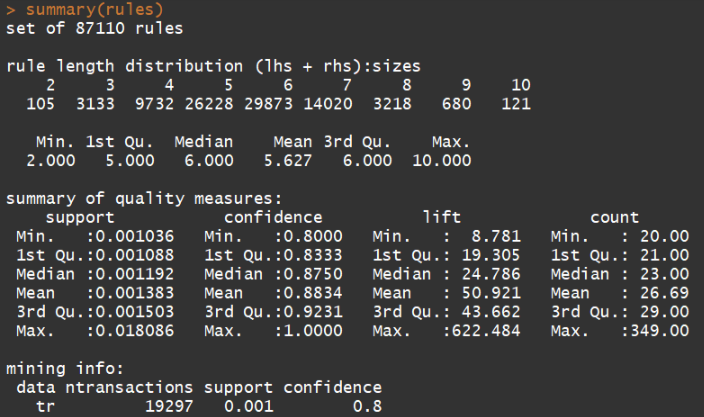 > summary(rules)
set of 87110 rules
rule length distribution (lhs + rhs):sizes
2 3 4 5 6 7 8 9 10
105 3133 9732 26228 29873 14020 3218 680 121
Min. 1st Qu. Median Mean 3rd Qu. Max.
2.000 5.000 6.000 5.627 6.000 10.000
summary of quality measures:
support confidence lift count
Min. :0.001036 Min. :0.8000 Min. : 8.781 Min. : 20.00
1st Qu.:0.001088 1st Qu.:0.8333 1st Qu.: 19.305 1st Qu.: 21.00
Median :0.001192 Median :0.8750 Median : 24.786 Median : 23.00
Mean :0.001383 Mean :0.8834 Mean : 50.921 Mean : 26.69
3rd Qu.:0.001503 3rd Qu.:0.9231 3rd Qu.: 43.662 3rd Qu.: 29.00
Max. :0.018086 Max. :1.0000 Max. :622.484 Max. :349.00
mining info:
data ntransactions support confidence
tr 19297 0.001 0.8